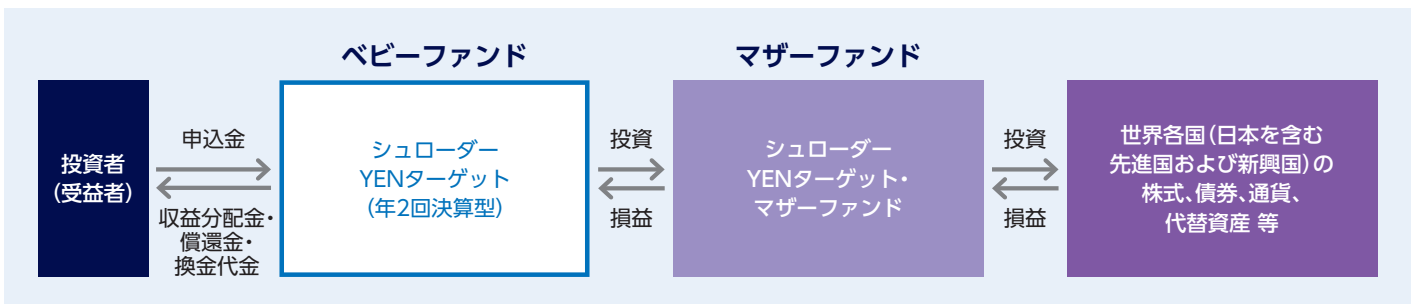 ベビーファンド
マザーファンド
投資者
(受益者)
申込金
収益分配金・
償還金・
換金代金
シュローダー
YENターゲット
(年2回決算型)
投資
損益
シュローダー
YENターゲット・
マザーファンド
投資
損益
世界各国(日本を含む
先進国および新興国)の
株式、債券、通貨、
代替資産 等